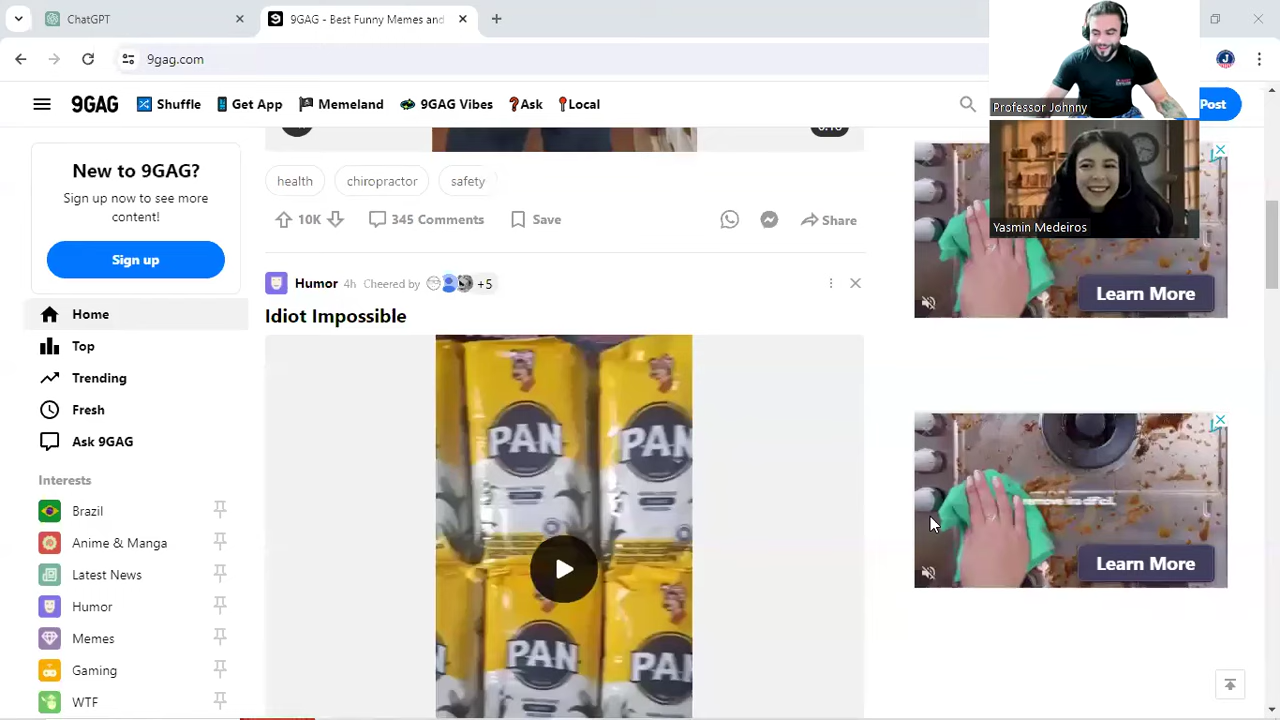 ChatGPT
9GAG - Best Funny Memes and
9gag.com
Professor Johnny
9GAG
Shuffle
Get App
Memeland
9GAG Vibes
Ask
Local
Post
New to 9GAG?
Sign up now to see more
content!
Sign up
Home
Top
Trending
Fresh
Ask 9GAG
Interests
Brazil
Anime & Manga
Latest News
Humor
Memes
Gaming
WTF
health
chiropractor
safety
10K
345 Comments
Save
Share
Humor 4h Cheered by +5
Idiot Impossible
PAN
PAN
PAN
PAN
Yasmin Medeiros
Learn More
Learn More